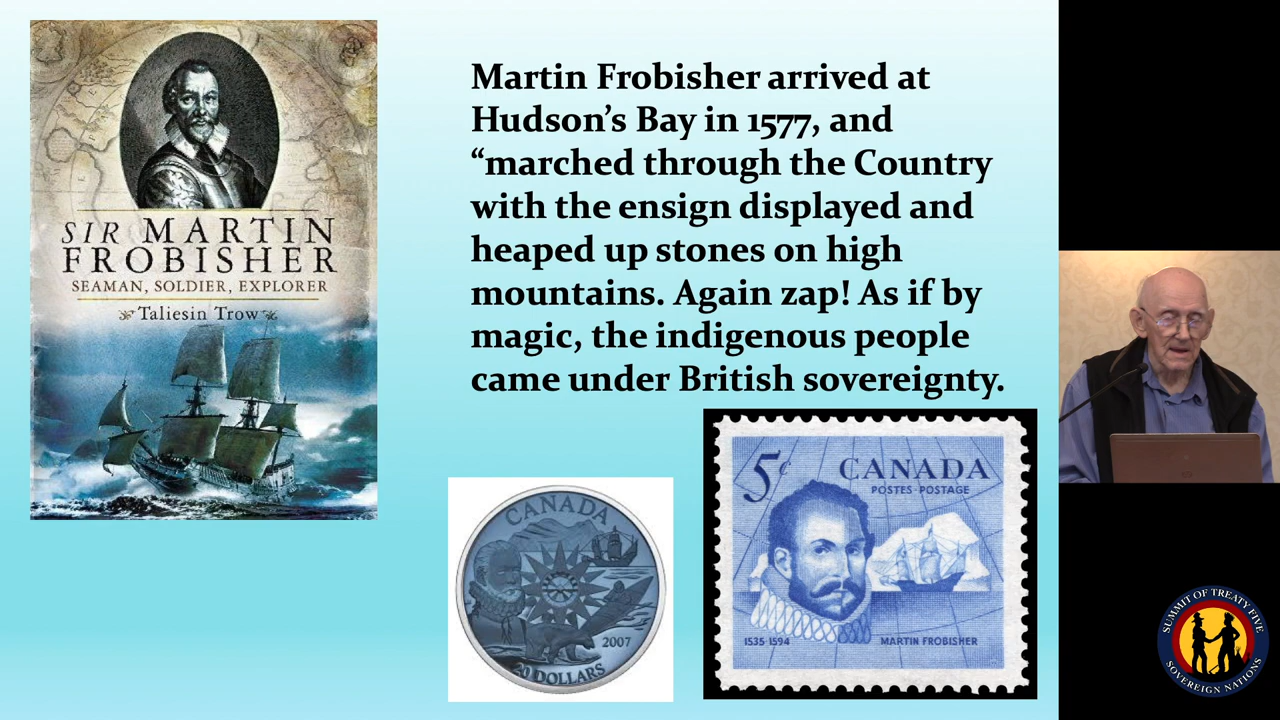 SIR MARTIN
FROBISHER
SEAMAN, SOLDIER, EXPLORER
Taliesin Trow
Martin Frobisher arrived at
Hudson’s Bay in 1577, and
“marched through the Country
with the ensign displayed and
heaped up stones on high
mountains. Again zap! As if by
magic, the indigenous people
came under British sovereignty.
CANADA
2007
20 DOLLARS
5¢
CANADA
POSTES-POSTAGE
1535-1594
MARTIN FROBISHER
SUMMIT OF TREATY FIVE
SOVEREIGN NATIONS